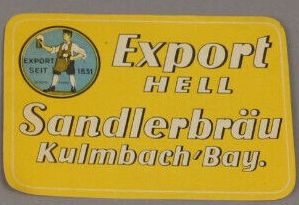 EXPORT
SEIT 1831
Export
HELL
Sandlerbräu
Kulmbach'Bay.